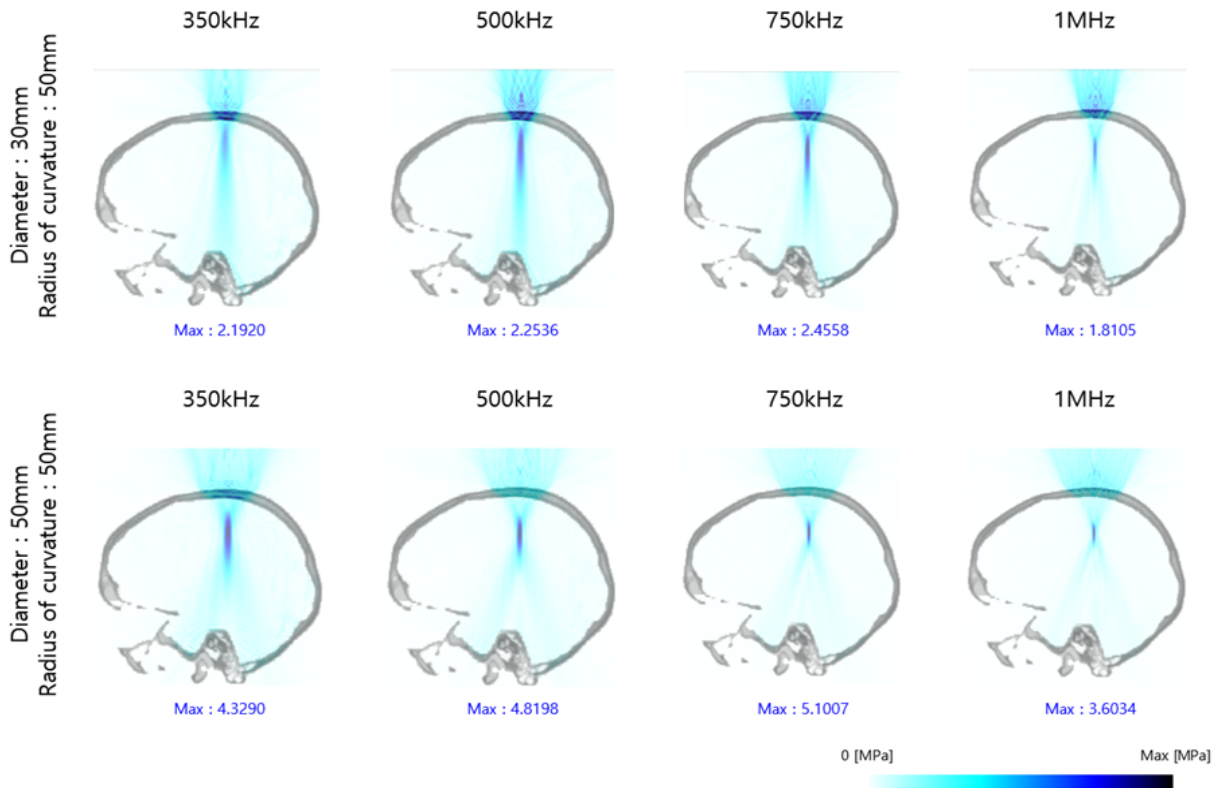 350kHz
500kHz
750kHz
1MHz
Diameter : 30mm
Radius of curvature : 50mm
Max : 2.1920
Max : 2.2536
Max : 2.4558
Max : 1.8105
350kHz
500kHz
750kHz
1MHz
Diameter : 50mm
Radius of curvature : 50mm
Max : 4.3290
Max : 4.8198
Max : 5.1007
Max : 3.6034
0 [MPa]
Max [MPa]